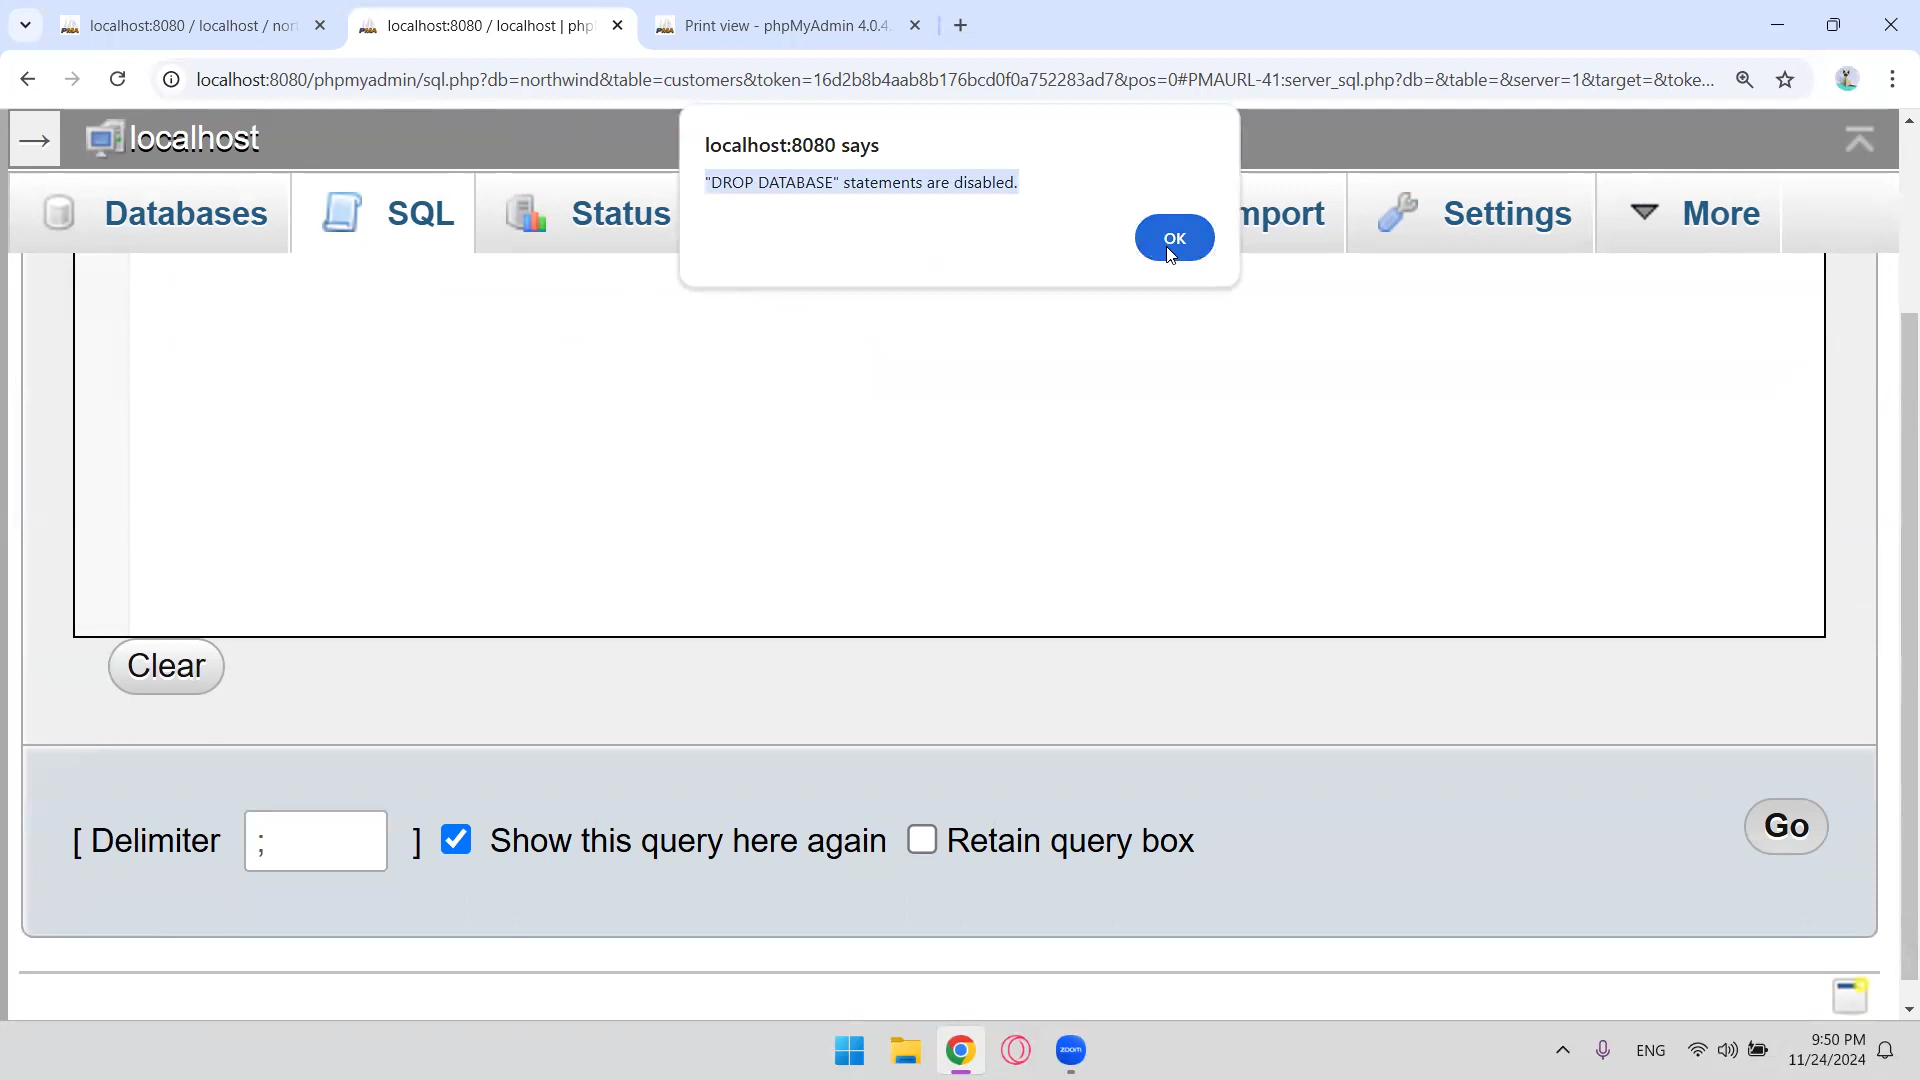 localhost:8080 / localhost / nor
localhost:8080 / localhost | php
Print view - phpMyAdmin 4.0.4.
localhost:8080/phpmyadmin/sql.php?db=northwind&table=customers&token=16d2b8b4aab8b176bcd0f0a752283ad7&pos=0#PMAURL-41:server_sql.php?db=&table=&server=1&target=&toke...
localhost
localhost:8080 says
"DROP DATABASE" statements are disabled.
OK
Databases
SQL
Status
mport
Settings
More
Clear
[ Delimiter ; ] Show this query here again Retain query box
Go
zoom
ENG
9:50 PM
11/24/2024